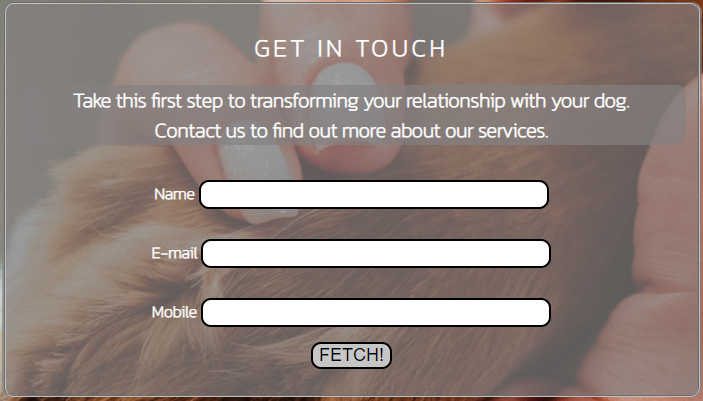 GET IN TOUCH
Take this first step to transforming your relationship with your dog.
Contact us to find out more about our services.
Name
E-mail
Mobile
FETCH!